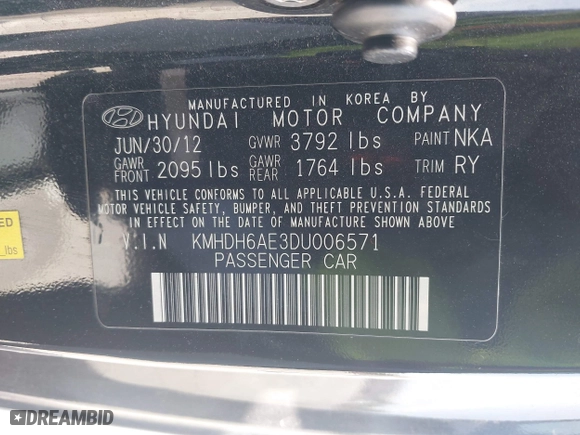 MANUFACTURED IN KOREA BY
HYUNDAI MOTOR COMPANY
JUN/30/12 GVWR 3792 lbs PAINT NKA
GAWR FRONT 2095 lbs GAWR REAR 1764 lbs TRIM RY
THIS VEHICLE CONFORMS TO ALL APPLICABLE U.S.A. FEDERAL
MOTOR VEHICLE SAFETY, BUMPER, AND THEFT PREVENTION STANDARDS
IN EFFECT ON THE DATE OF MANUFACTURE SHOWN ABOVE
V.I.N KMHDH6AE3DU006571
PASSENGER CAR
lbs
DREAMBID